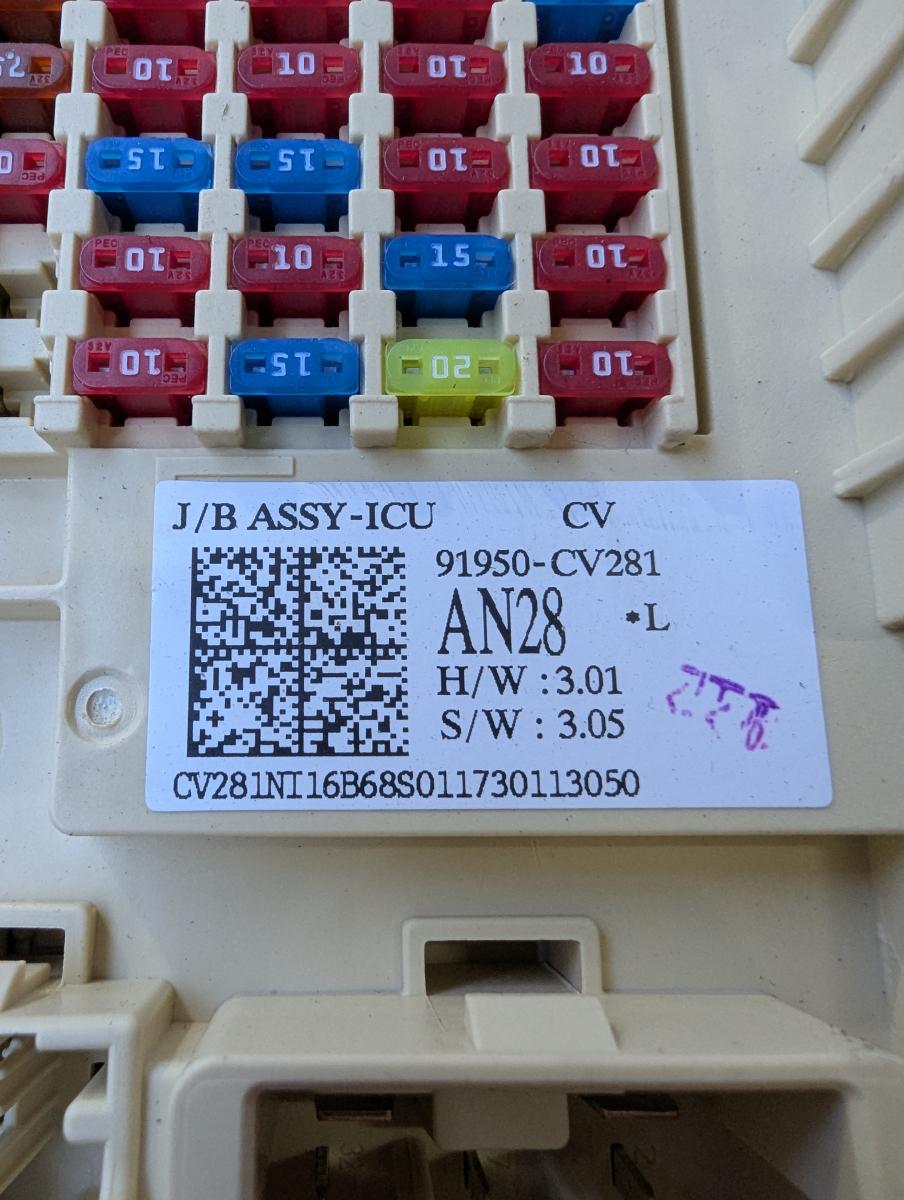 10 10 10 10
15 15 10 10
10 10 15 10
10 15 20 10
J/B ASSY-ICU CV
91950-CV281
AN28 *L
H/W : 3.01
S/W : 3.05
CV281NI16B68S011730113050